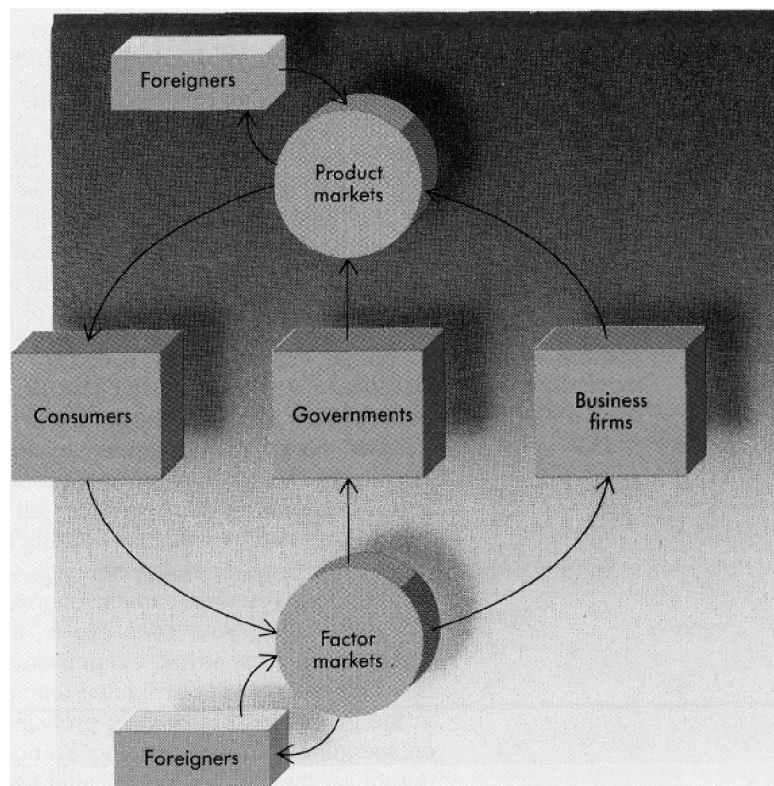 Foreigners
Product
markets
Consumers
Governments
Business
firms
Factor
markets
Foreigners